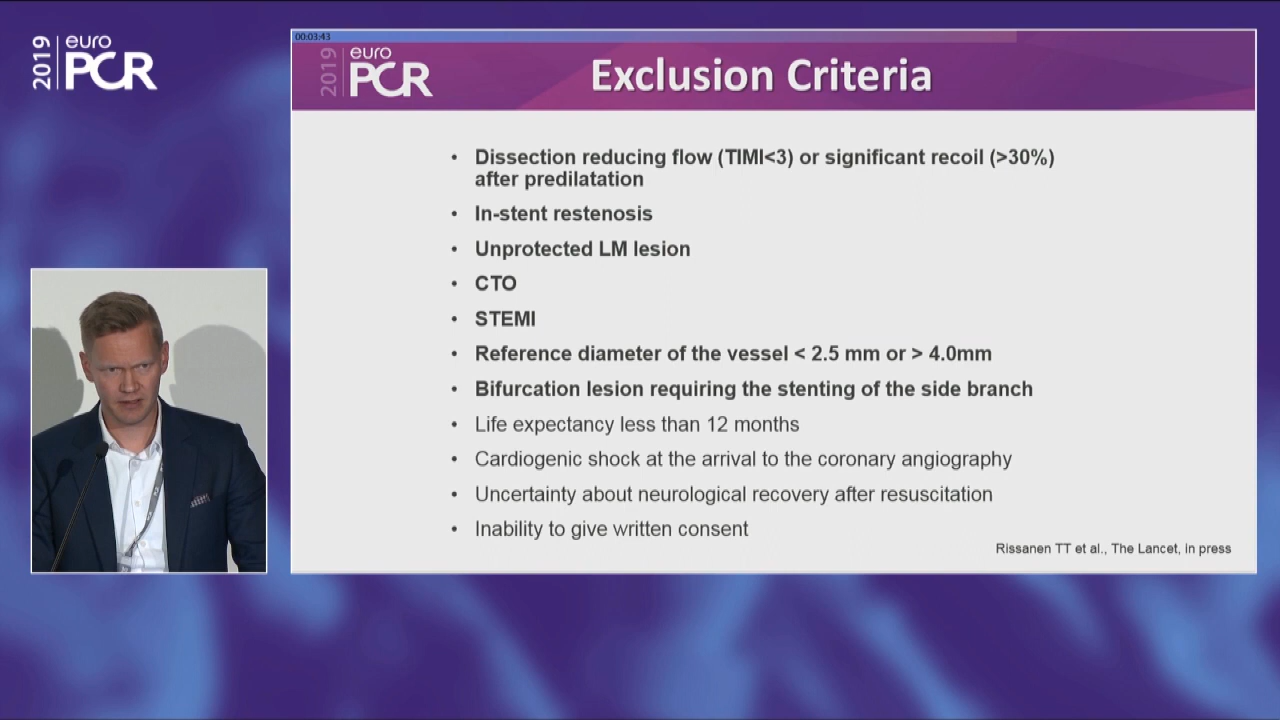 2019
euro
PCR
00:03:43
2019
euro
PCR
Exclusion Criteria
• Dissection reducing flow (TIMI<3) or significant recoil (>30%)
after predilatation
• In-stent restenosis
• Unprotected LM lesion
• CTO
• STEMI
• Reference diameter of the vessel < 2.5 mm or > 4.0mm
• Bifurcation lesion requiring the stenting of the side branch
• Life expectancy less than 12 months
• Cardiogenic shock at the arrival to the coronary angiography
• Uncertainty about neurological recovery after resuscitation
• Inability to give written consent
Rissanen TT et al., The Lancet, in press